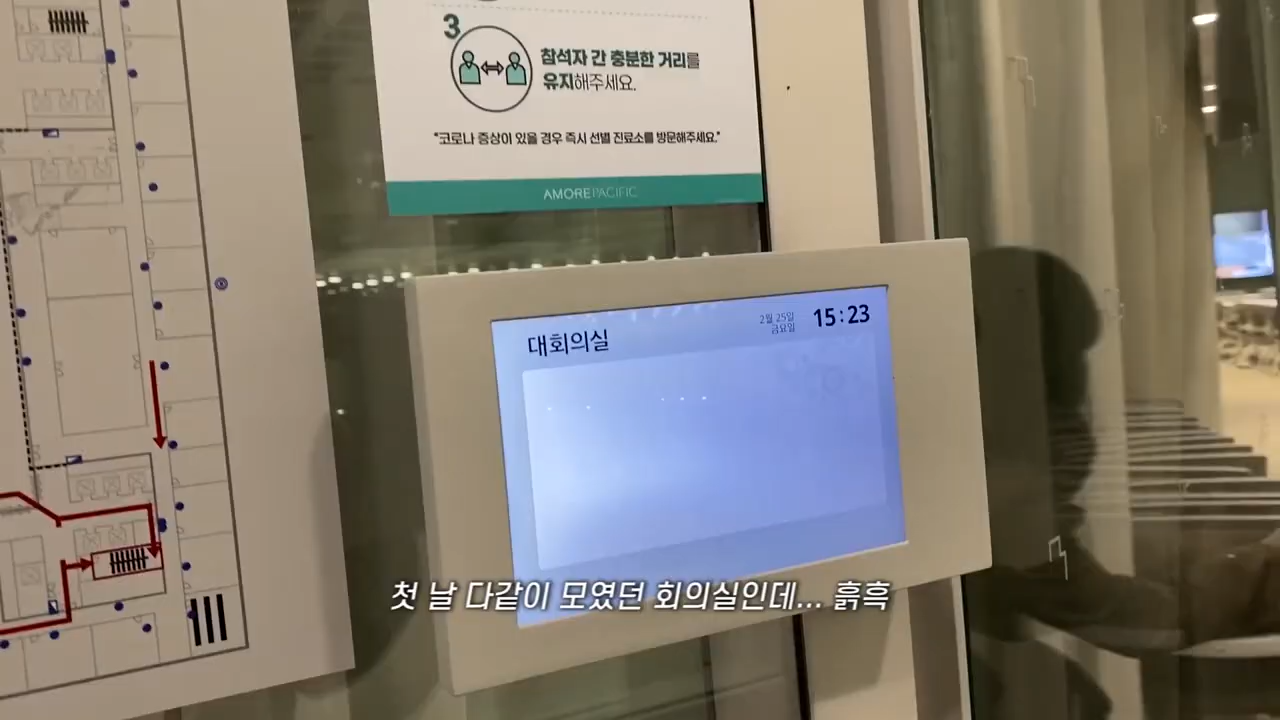 3
참석자 간 충분한 거리를
유지해주세요.
"코로나 증상이 있을 경우 즉시 선별 진료소를 방문해주세요."
AMOREPACIFIC
대회의실
2월 25일
금요일
15:23
첫 날 다같이 모였던 회의실인데... 흙흑